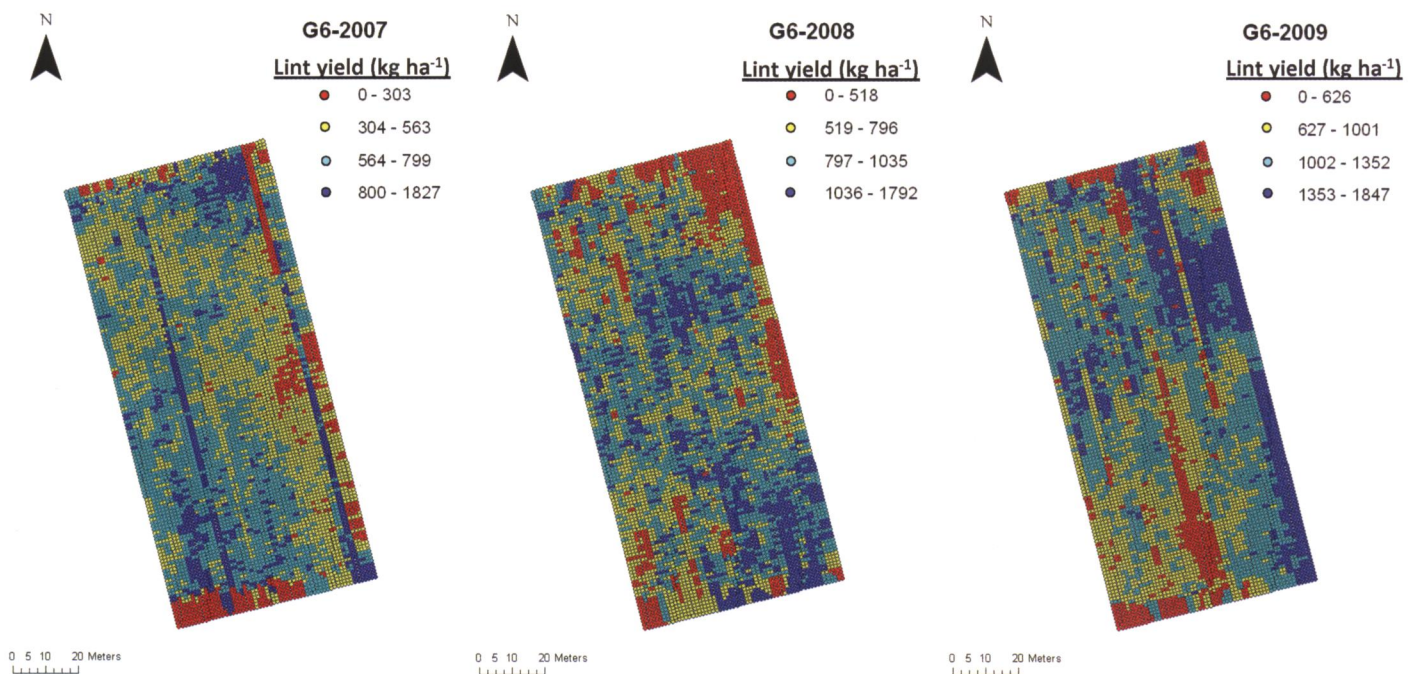 N
G6-2007
Lint yield (kg ha⁻¹)
0 - 303
304 - 563
564 - 799
800 - 1827
0 5 10 20 Meters
N
G6-2008
Lint yield (kg ha⁻¹)
0 - 518
519 - 796
797 - 1035
1036 - 1792
0 5 10 20 Meters
N
G6-2009
Lint yield (kg ha⁻¹)
0 - 626
627 - 1001
1002 - 1352
1353 - 1847
0 5 10 20 Meters